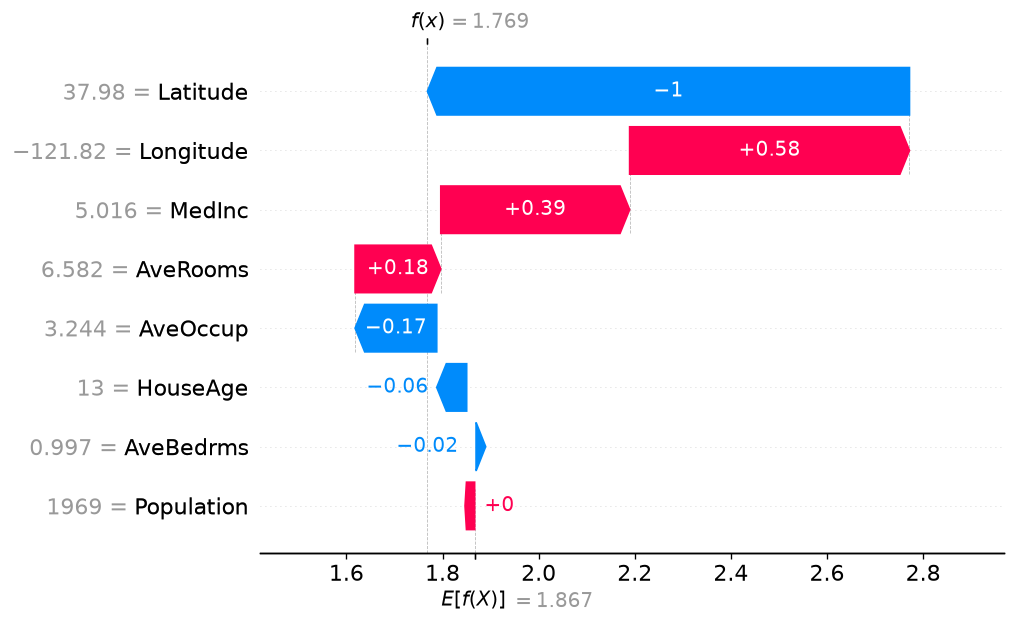 f(x) = 1.769
37.98 = Latitude
−1
−121.82 = Longitude
+0.58
5.016 = MedInc
+0.39
6.582 = AveRooms
+0.18
3.244 = AveOccup
−0.17
13 = HouseAge
−0.06
0.997 = AveBedrms
−0.02
1969 = Population
+0
1.6 1.8 2.0 2.2 2.4 2.6 2.8
E[f(X)] = 1.867